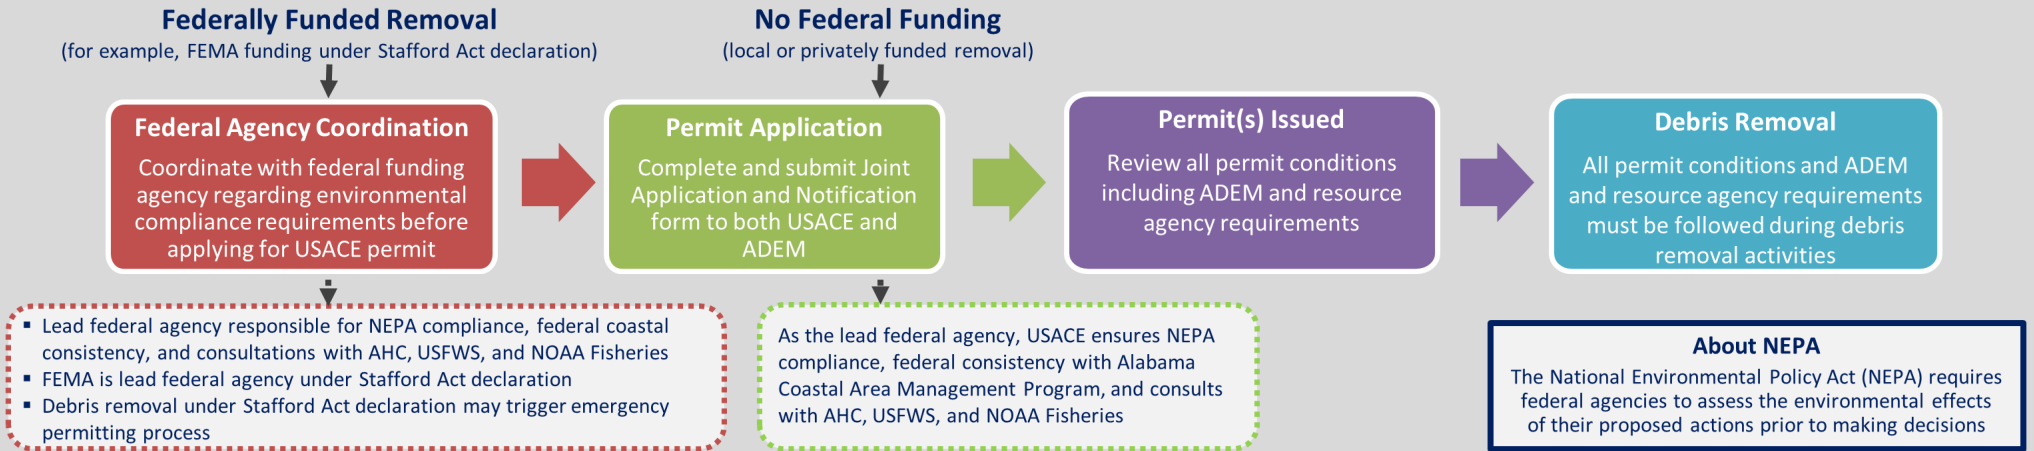 Federally Funded Removal
(for example, FEMA funding under Stafford Act declaration)
No Federal Funding
(local or privately funded removal)
Federal Agency Coordination
Coordinate with federal funding
agency regarding environmental
compliance requirements before
applying for USACE permit
Permit Application
Complete and submit Joint
Application and Notification
form to both USACE and
ADEM
Permit(s) Issued
Review all permit conditions
including ADEM and resource
agency requirements
Debris Removal
All permit conditions and ADEM
and resource agency requirements
must be followed during debris
removal activities
▪ Lead federal agency responsible for NEPA compliance, federal coastal
consistency, and consultations with AHC, USFWS, and NOAA Fisheries
▪ FEMA is lead federal agency under Stafford Act declaration
▪ Debris removal under Stafford Act declaration may trigger emergency
permitting process
As the lead federal agency, USACE ensures NEPA
compliance, federal consistency with Alabama
Coastal Area Management Program, and consults
with AHC, USFWS, and NOAA Fisheries
About NEPA
The National Environmental Policy Act (NEPA) requires
federal agencies to assess the environmental effects
of their proposed actions prior to making decisions